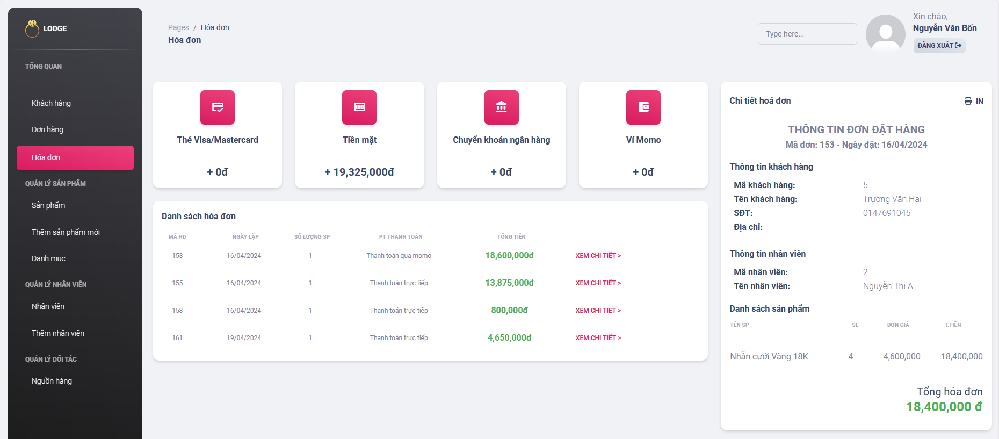 LODGE
TỔNG QUAN
Khách hàng
Đơn hàng
Hóa đơn
QUẢN LÝ SẢN PHẨM
Sản phẩm
Thêm sản phẩm mới
Danh mục
QUẢN LÝ NHÂN VIÊN
Nhân viên
Thêm nhân viên
QUẢN LÝ ĐỐI TÁC
Nguồn hàng
Pages / Hóa đơn
Hóa đơn
Type here...
Xin chào,
Nguyễn Văn Bốn
ĐĂNG XUẤT
Thẻ Visa/Mastercard
+ 0đ
Tiền mặt
+ 19,325,000đ
Chuyển khoản ngân hàng
+ 0đ
Ví Momo
+ 0đ
Danh sách hóa đơn
MÃ HD NGÀY LẬP SỐ LƯỢNG SP PT THANH TOÁN TỔNG TIỀN
153 16/04/2024 1 Thanh toán qua momo 18,600,000đ XEM CHI TIẾT >
155 16/04/2024 1 Thanh toán trực tiếp 13,875,000đ XEM CHI TIẾT >
158 16/04/2024 1 Thanh toán trực tiếp 800,000đ XEM CHI TIẾT >
161 19/04/2024 1 Thanh toán trực tiếp 4,650,000đ XEM CHI TIẾT >
Chi tiết hoá đơn
IN
THÔNG TIN ĐƠN ĐẶT HÀNG
Mã đơn: 153 - Ngày đặt: 16/04/2024
Thông tin khách hàng
Mã khách hàng: 5
Tên khách hàng: Trương Văn Hai
SĐT: 0147691045
Địa chỉ:
Thông tin nhân viên
Mã nhân viên: 2
Tên nhân viên: Nguyễn Thị A
Danh sách sản phẩm
TÊN SP SL ĐƠN GIÁ T.TIỀN
Nhẫn cưới Vàng 18K 4 4,600,000 18,400,000
Tổng hóa đơn
18,400,000 đ